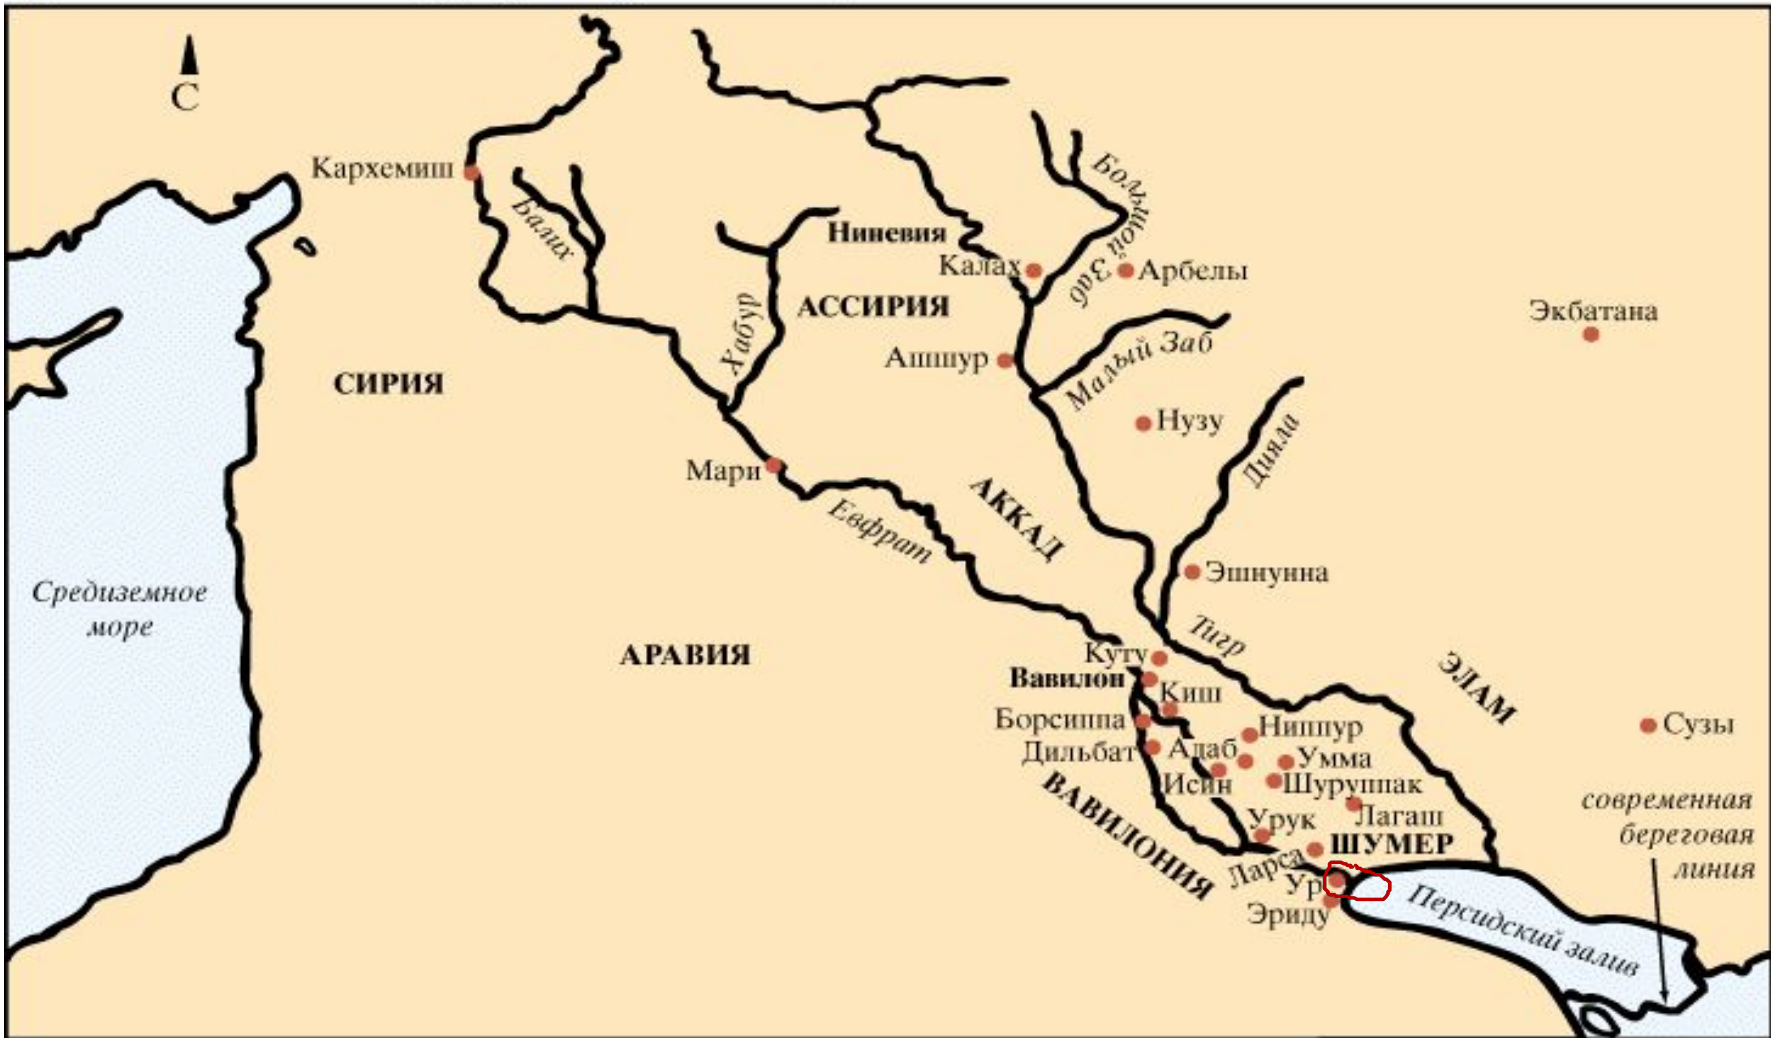 С
Кархемиш
Балих
Большой Заб
Ниневия
Калах
Арбелы
Хабур
АССИРИЯ
Экбатана
Ашшур
Малый Заб
СИРИЯ
Нузу
Дияла
Мари
АККАД
Евфрат
Эшнунна
Средиземное
море
Тигр
АРАВИЯ
Куту
Вавилон
Киш
ЭЛАМ
Борсиппа
Ниппур
Сузы
Дильбат
Адаб
Умма
Исин
Шуруппак
ВАВИЛОНИЯ
Лагаш
современная
береговая
линия
Урук
ШУМЕР
Ларса
Ур
Эриду
Персидский залив